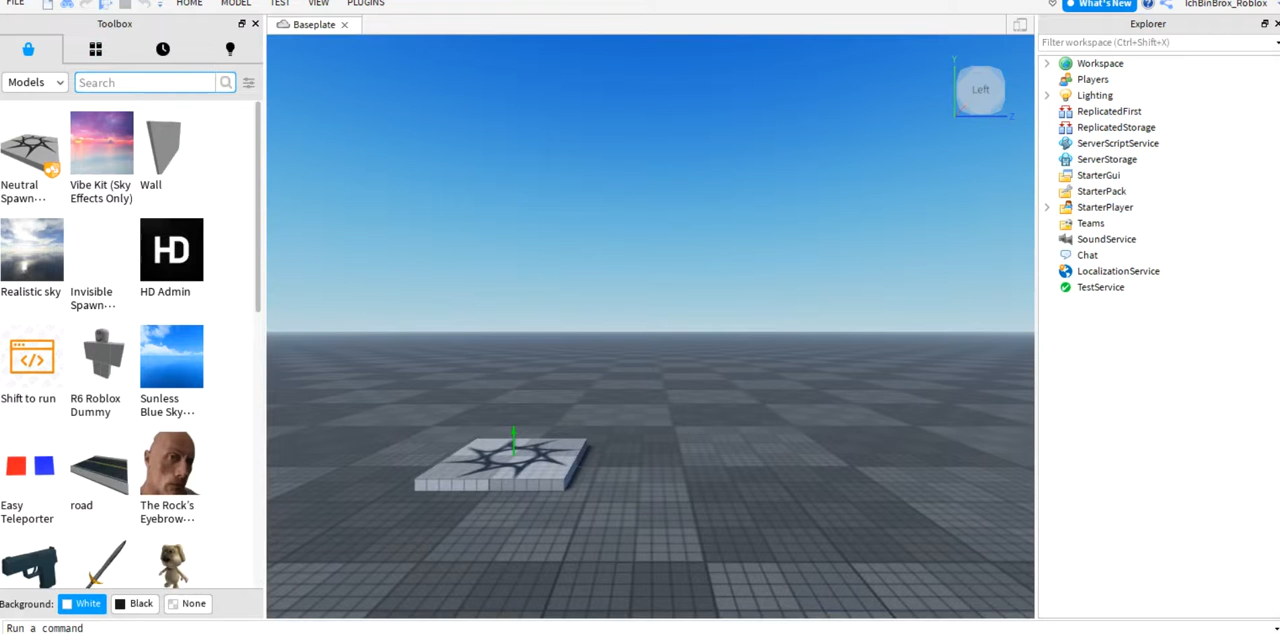 FILE HOME MODEL TEST VIEW PLUGINS What's New IchBinBrox_Roblox
Toolbox
Baseplate
Explorer
Models
Search
Filter workspace (Ctrl+Shift+X)
Neutral
Spawn···
Vibe Kit (Sky
Effects Only)
Wall
Realistic sky
Invisible
Spawn···
HD
HD Admin
Shift to run
R6 Roblox
Dummy
Sunless
Blue Sky···
Easy
Teleporter
road
The Rock's
Eyebrow···
Background:
White
Black
None
Run a command
Y
Left
Z
Workspace
Players
Lighting
ReplicatedFirst
ReplicatedStorage
ServerScriptService
ServerStorage
StarterGui
StarterPack
StarterPlayer
Teams
SoundService
Chat
LocalizationService
TestService